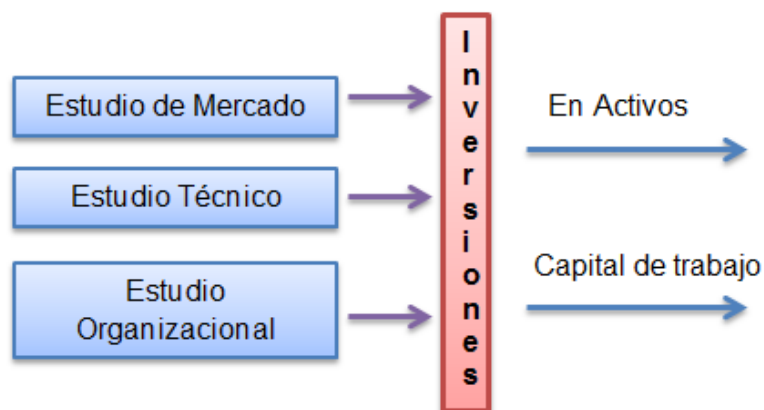 Estudio de Mercado
Estudio Técnico
Estudio
Organizacional
Inversiones
En Activos
Capital de trabajo